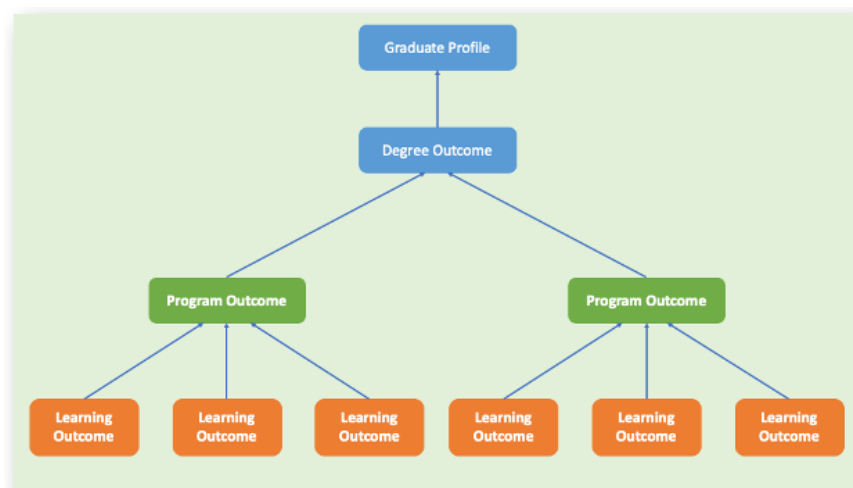 Graduate Profile
Degree Outcome
Program Outcome
Program Outcome
Learning
Outcome
Learning
Outcome
Learning
Outcome
Learning
Outcome
Learning
Outcome
Learning
Outcome